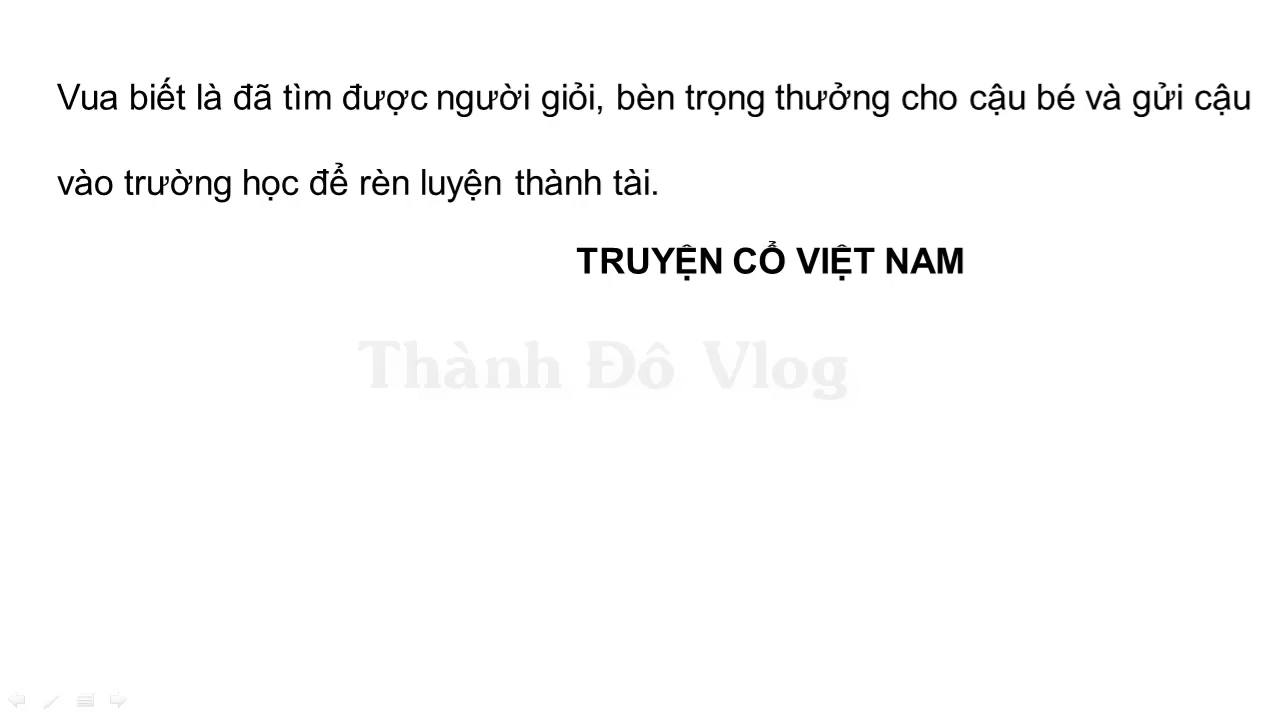 Vua biết là đã tìm được người giỏi, bèn trọng thưởng cho cậu bé và gửi cậu
vào trường học để rèn luyện thành tài.
TRUYỆN CỔ VIỆT NAM
Thành Đô Vlog